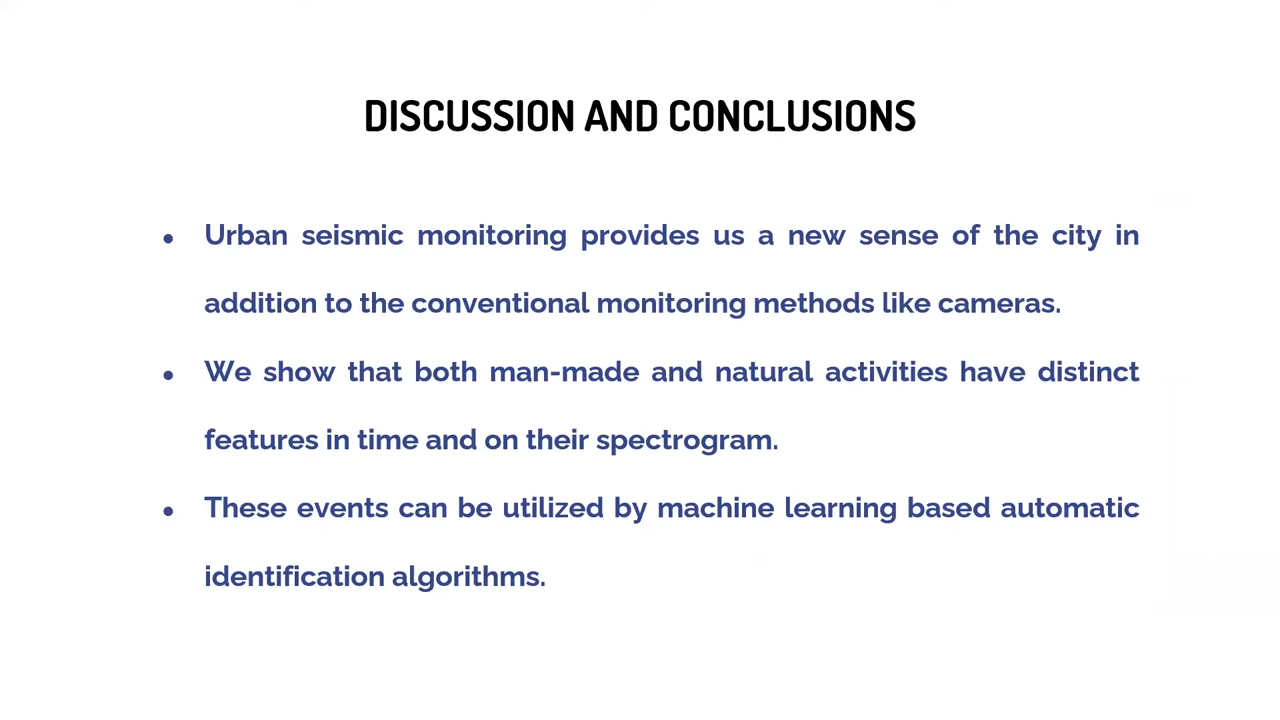 DISCUSSION AND CONCLUSIONS
● Urban seismic monitoring provides us a new sense of the city in
addition to the conventional monitoring methods like cameras.
● We show that both man-made and natural activities have distinct
features in time and on their spectrogram.
● These events can be utilized by machine learning based automatic
identification algorithms.